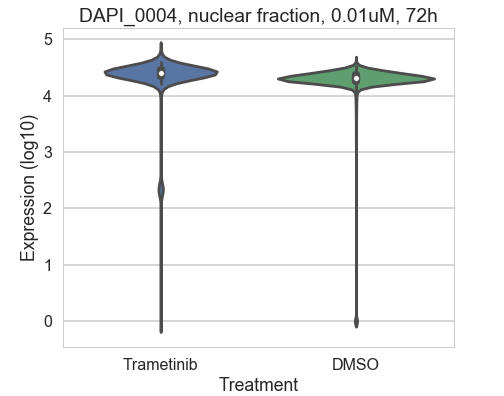 DAPI_0004, nuclear fraction, 0.01uM, 72h
5
4
3
2
1
0
Expression (log10)
Trametinib
DMSO
Treatment